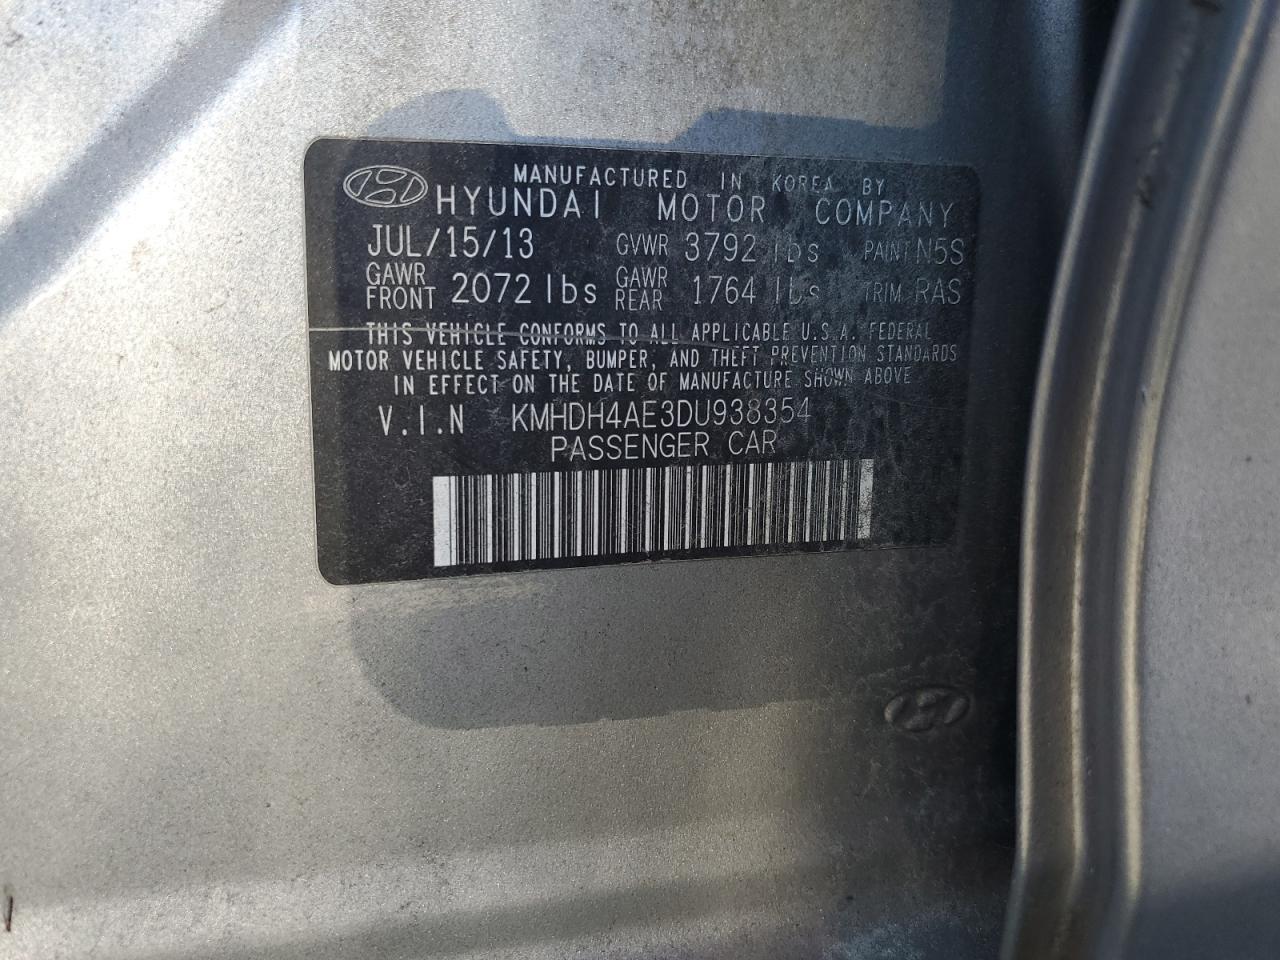 MANUFACTURED IN KOREA BY
HYUNDAI MOTOR COMPANY
JUL/15/13 GVWR 3792 lbs PAINT N5S
GAWR FRONT 2072 lbs GAWR REAR 1764 lbs TRIM RAS
THIS VEHICLE CONFORMS TO ALL APPLICABLE U.S.A. FEDERAL
MOTOR VEHICLE SAFETY, BUMPER, AND THEFT PREVENTION STANDARDS
IN EFFECT ON THE DATE OF MANUFACTURE SHOWN ABOVE
V.I.N KMHDH4AE3DU938354
PASSENGER CAR